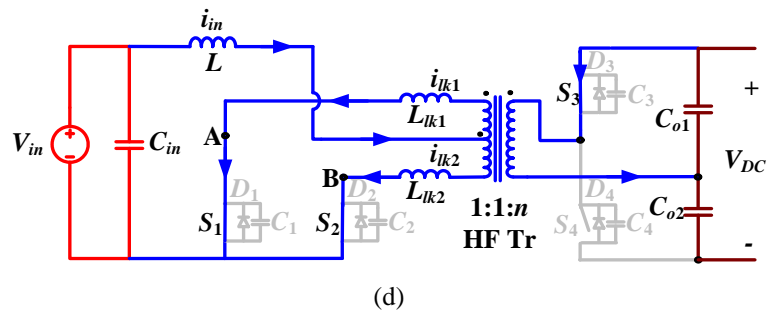 i_in
L
i_lk1
L_lk1
D_3
S_3
C_3
+
A
V_in
C_in
C_o1
V_DC
B
i_lk2
L_lk2
D_1
S_1
C_1
D_2
S_2
C_2
1:1:n
HF Tr
D_4
S_4
C_4
C_o2
-
(d)